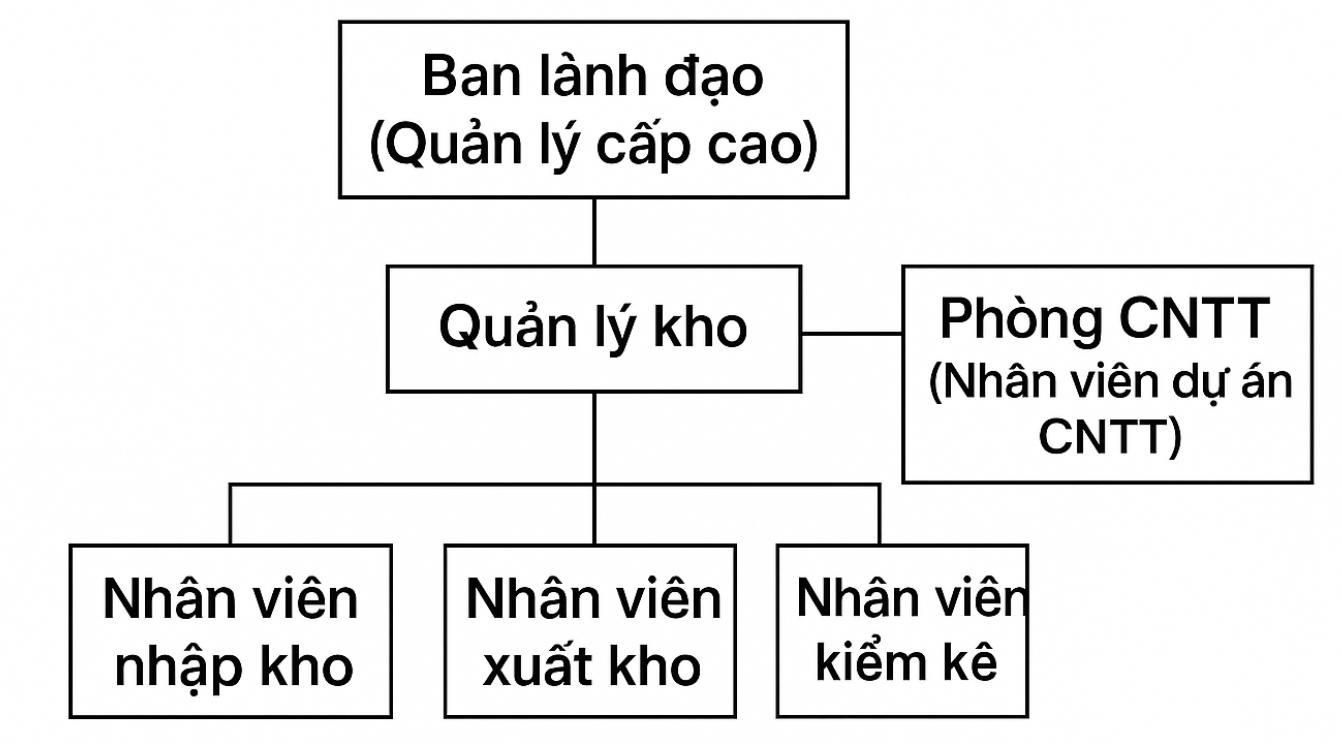 Ban lành đạo
(Quản lý cấp cao)
Quản lý kho
Phòng CNTT
(Nhân viên dự án
CNTT)
Nhân viên
nhập kho
Nhân viên
xuất kho
Nhân viên
kiểm kê